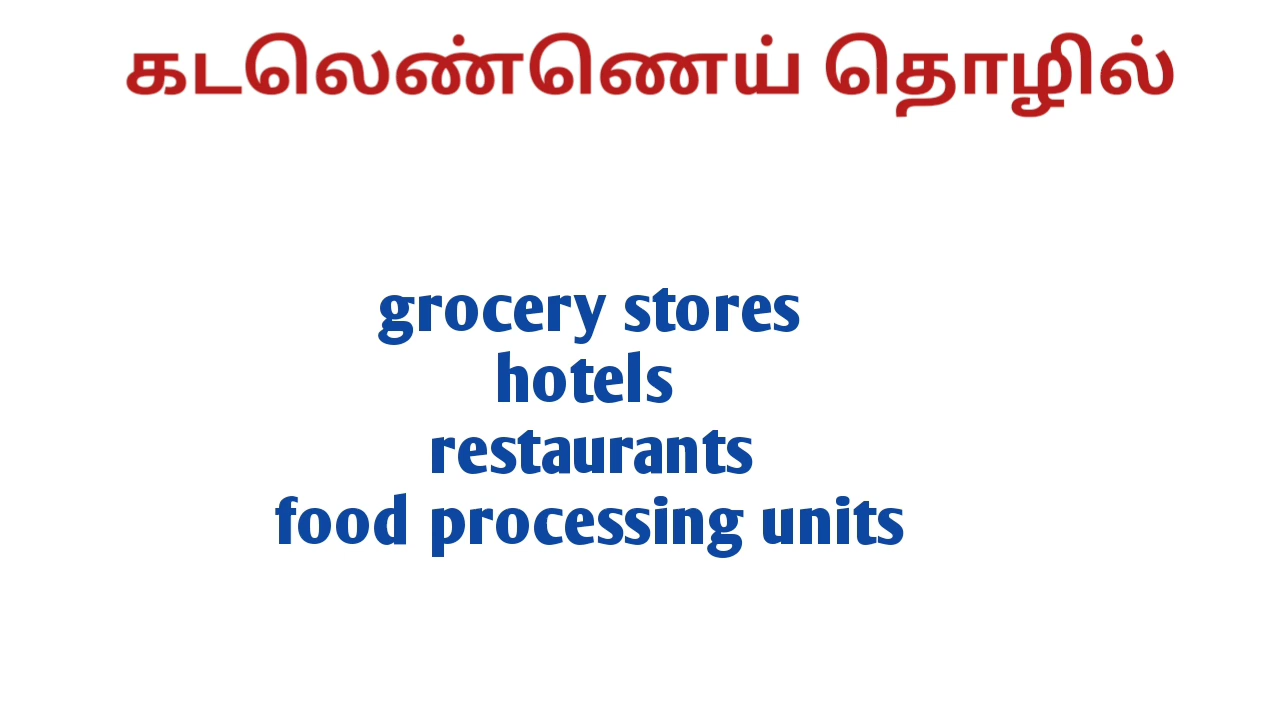 கடலெண்ணெய் தொழில்
grocery stores
hotels
restaurants
food processing units